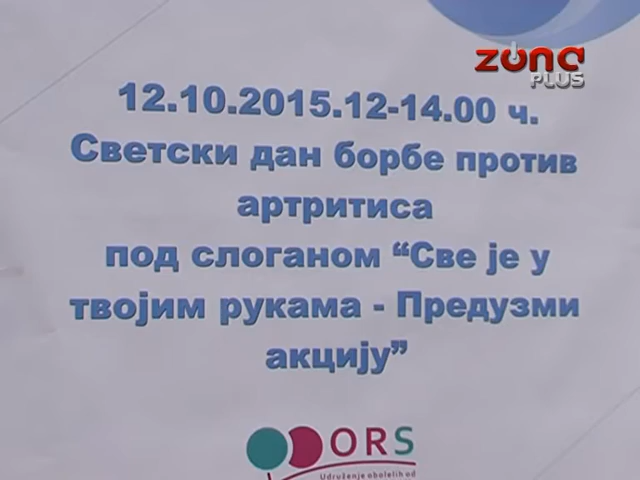 zona
PLUS
12.10.2015.12-14.00 ч.
Светски дан борбе против
артритиса
под слоганом “Све је у
твојим рукама - Предузми
акцију”
ORS
Udruženje obolelih od